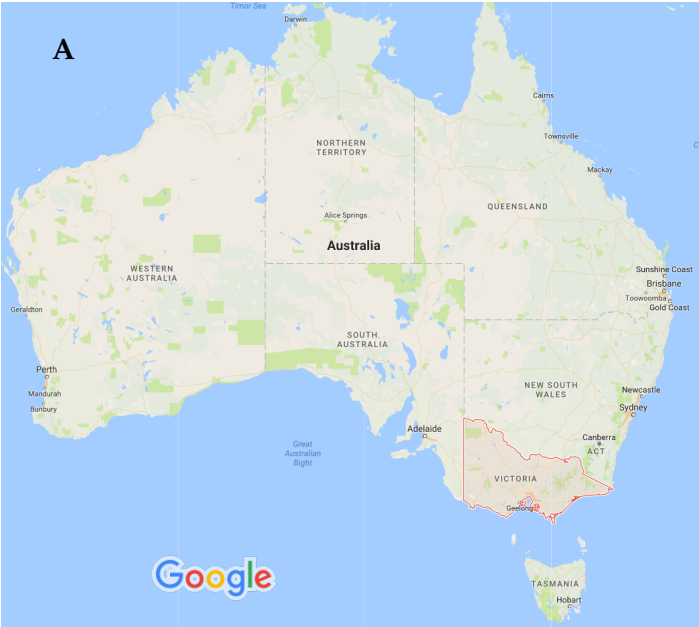 Timor Sea
Darwin
A
Cairns
NORTHERN
TERRITORY
Townsville
C
Mackay
QUEENSLAND
Alice Springs
Australia
WESTERN
AUSTRALIA
Sunshine Coast
Brisbane
Toowoomba
Gold Coast
Geraldton
SOUTH
AUSTRALIA
Perth
Mandurah
Bunbury
NEW SOUTH
WALES
Newcastle
Sydney
Adelaide
Canberra
ACT
Great
Australian
Bight
VICTORIA
Geelong
Google
TASMANIA
Hobart